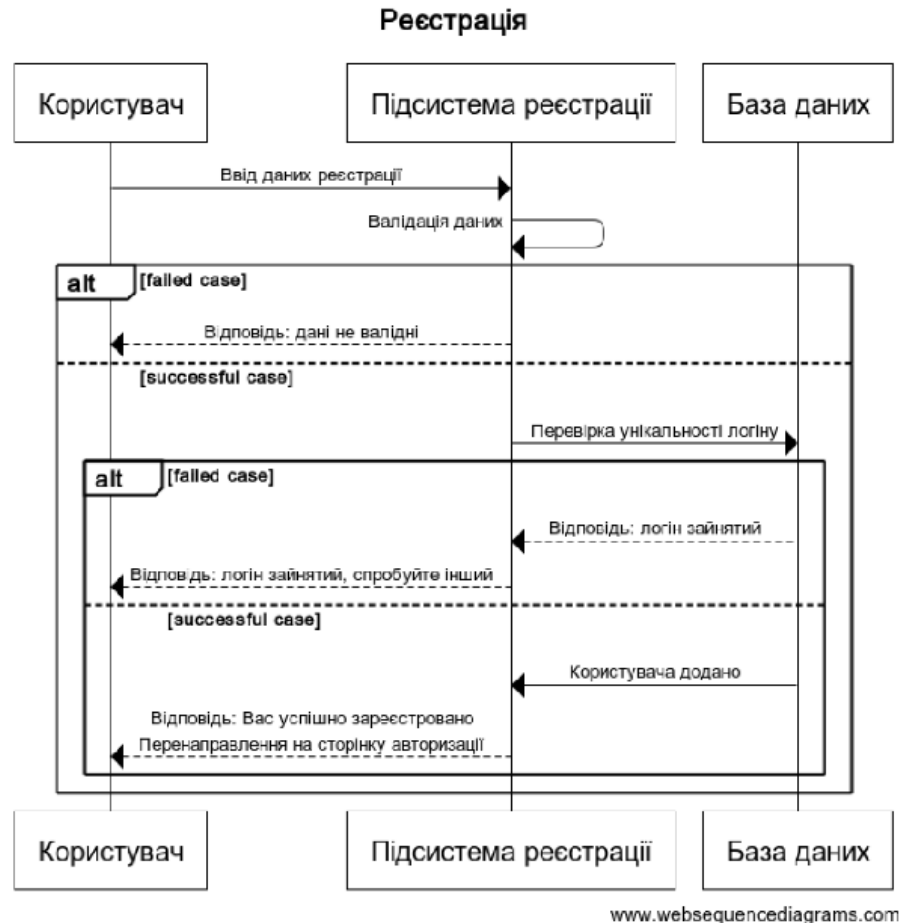 Реєстрація
Користувач
Підсистема реєстрації
База даних
Ввід даних реєстрації
Валідація даних
alt
[failed case]
Відповідь: дані не валідні
[successful case]
Перевірка унікальності логіну
alt
[failed case]
Відповідь: логін зайнятий
Відповідь: логін зайнятий, спробуйте інший
[successful case]
Користувача додано
Відповідь: Вас успішно зареєстровано
Перенаправлення на сторінку авторизації
Користувач
Підсистема реєстрації
База даних
www.websequencediagrams.com